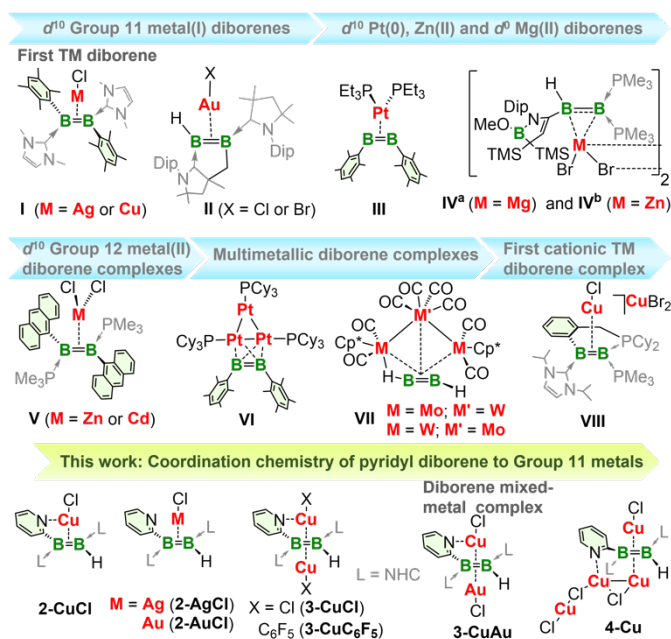 d¹⁰ Group 11 metal(I) diborenes
d¹⁰ Pt(0), Zn(II) and d⁰ Mg(II) diborenes
First TM diborene
Cl
M
N
N
B=B
N
N
I (M = Ag or Cu)
X
Au
H
N
B=B
Dip
N
Dip
II (X = Cl or Br)
Et₃P
PEt₃
Pt
B=B
III
H
PMe₃
Dip
B=B
MeO
N
B
PMe₃
TMS
TMS
M
Br
Br
2
IVᵃ (M = Mg) and IVᵇ (M = Zn)
d¹⁰ Group 12 metal(II)
diborene complexes
Multimetallic diborene complexes
First cationic TM
diborene complex
Cl
Cl
M
PMe₃
B=B
Me₃P
V (M = Zn or Cd)
PCy₃
Pt
Cy₃P
Pt
Pt
PCy₃
B=B
VI
CO
CO
CO
CO
M'
CO
CO
Cp*
M
M
Cp*
CO
CO
H
B=B
H
VII
M = Mo; M' = W
M = W; M' = Mo
Cl
CuBr₂
Cu
PCy₂
B=B
N
N
PMe₃
VIII
This work: Coordination chemistry of pyridyl diborene to Group 11 metals
Cl
N
Cu
L
B=B
L
H
2-CuCl
Cl
N
M
L
B=B
L
H
M = Ag (2-AgCl)
Au (2-AuCl)
X
N
Cu
L
B=B
L
H
Cu
X
X = Cl (3-CuCl)
C₆F₅ (3-CuC₆F₅)
L = NHC
Diborene mixed-
metal complex
Cl
N
Cu
L
B=B
L
H
Au
Cl
3-CuAu
Cl
Cu
N
L
B=B
L
H
Cu
Cu
Cl
Cu
Cl
4-Cu